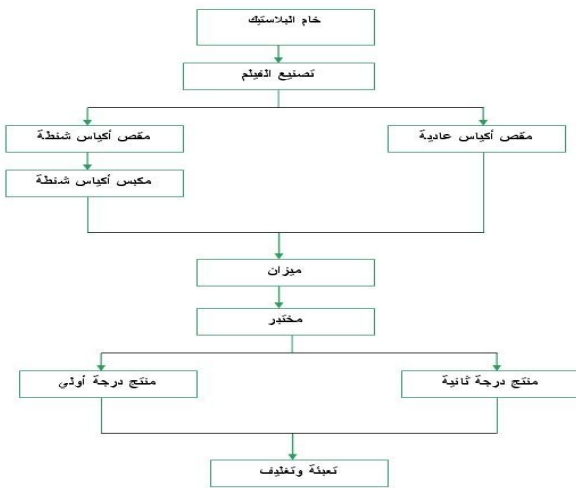 خام البلاستيك
تصنيع الفيلم
مقص أكياس عادية
مقص أكياس شنطة
مكبس أكياس شنطة
ميزان
مختبر
منتج درجة ثانية
منتج درجة أولي
تعبئة وتغليف